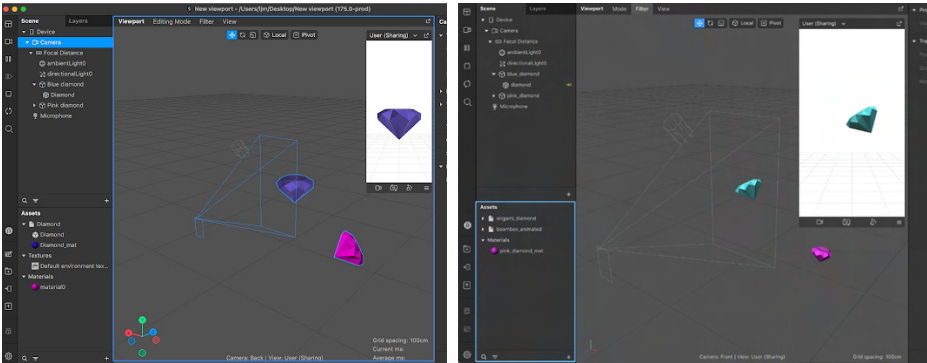 New viewport - /Users/ljm/Desktop/New viewport (175.0-prod)
Scene
Layers
Viewport
Editing Mode
Filter
View
Device
Camera
Focal Distance
ambientLight0
directionalLight0
Blue diamond
Diamond
Pink diamond
Microphone
Local
Pivot
User (Sharing)
Assets
Diamond
Diamond
Diamond_mat
Textures
Default environment tex...
Materials
material0
Grid spacing: 100cm
Current ms:
Camera: Back | View: User (Sharing)
Average ms:
Scene
Layers
Viewport
Mode
Filter
View
Device
Camera
Focal Distance
ambientLight0
directionalLight0
blue_diamond
diamond
pink_diamond
Microphone
Local
Pivot
User (Sharing)
Assets
origami_diamond
boombox_animated
Materials
pink_diamond_mat
Camera: Front | View: User (Sharing)
Grid spacing: 100cm